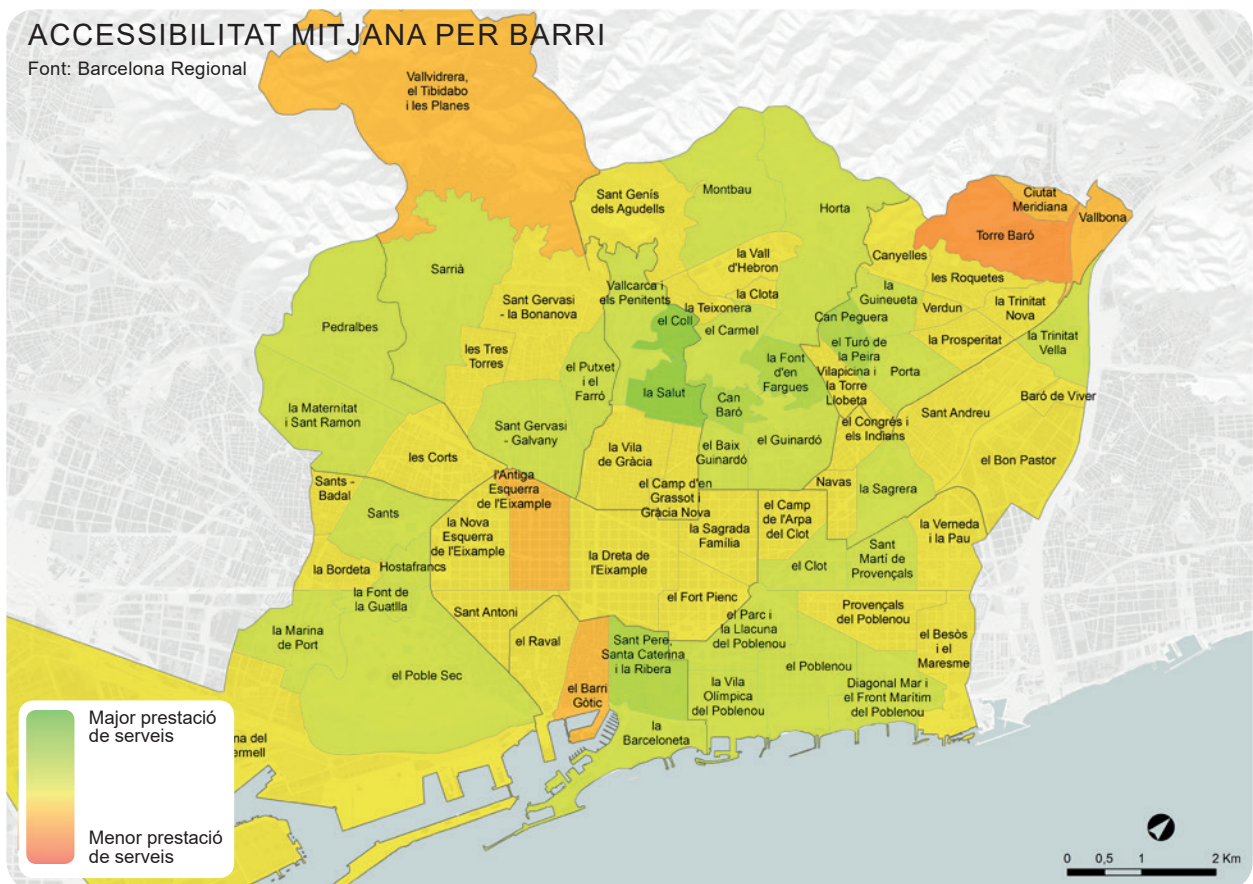 ACCESSIBILITAT MITJANA PER BARRI
Font: Barcelona Regional
Vallvidrera,
el Tibidabo
i les Planes
Sant Genís
dels Agudells
Montbau
Horta
Ciutat
Meridiana
Vallbona
Torre Baró
Canyelles
les Roquetes
Sarrià
la Vall
d'Hebron
Vallcarca i
els Penitents
la Clota
la Teixonera
la
Guineueta
Verdun
la Trinitat
Nova
Sant Gervasi
- la Bonanova
el Coll
el Carmel
Can Peguera
Pedralbes
la Prosperitat
la Trinitat
Vella
les Tres
Torres
el Turó de
la Peira
el Putxet
i el
Farró
la Font
d'en
Fargues
Vilapicina i
la Torre
Llobeta
Porta
la Salut
Can
Baró
Baró de Viver
la Maternitat
i Sant Ramon
Sant Andreu
Sant Gervasi
- Galvany
el Congrés i
els Indians
les Corts
la Vila
de Gràcia
el Baix
Guinardó
el Guinardó
el Bon Pastor
Sants -
Badal
l'Antiga
Esquerra
de l'Eixample
el Camp d'en
Grassot i
Gràcia Nova
Navas
la Sagrera
Sants
la Nova
Esquerra
de l'Eixample
la Sagrada
Família
el Camp
de l'Arpa
del Clot
la Verneda
i la Pau
la Dreta de
l'Eixample
Sant
Martí de
Provençals
la Bordeta
Hostafrancs
el Clot
la Font de
la Guatlla
Sant Antoni
el Fort Pienc
Provençals
del Poblenou
la Marina
de Port
el Raval
Sant Pere,
Santa Caterina
i la Ribera
el Parc i
la Llacuna
del Poblenou
el Besòs
i el
Maresme
el Poble Sec
el Poblenou
el Barri
Gòtic
la Vila
Olímpica
del Poblenou
Diagonal Mar i
el Front Marítim
del Poblenou
la
Barceloneta
na del
ermell
Major prestació
de serveis
Menor prestació
de serveis
0 0,5 1 2 Km